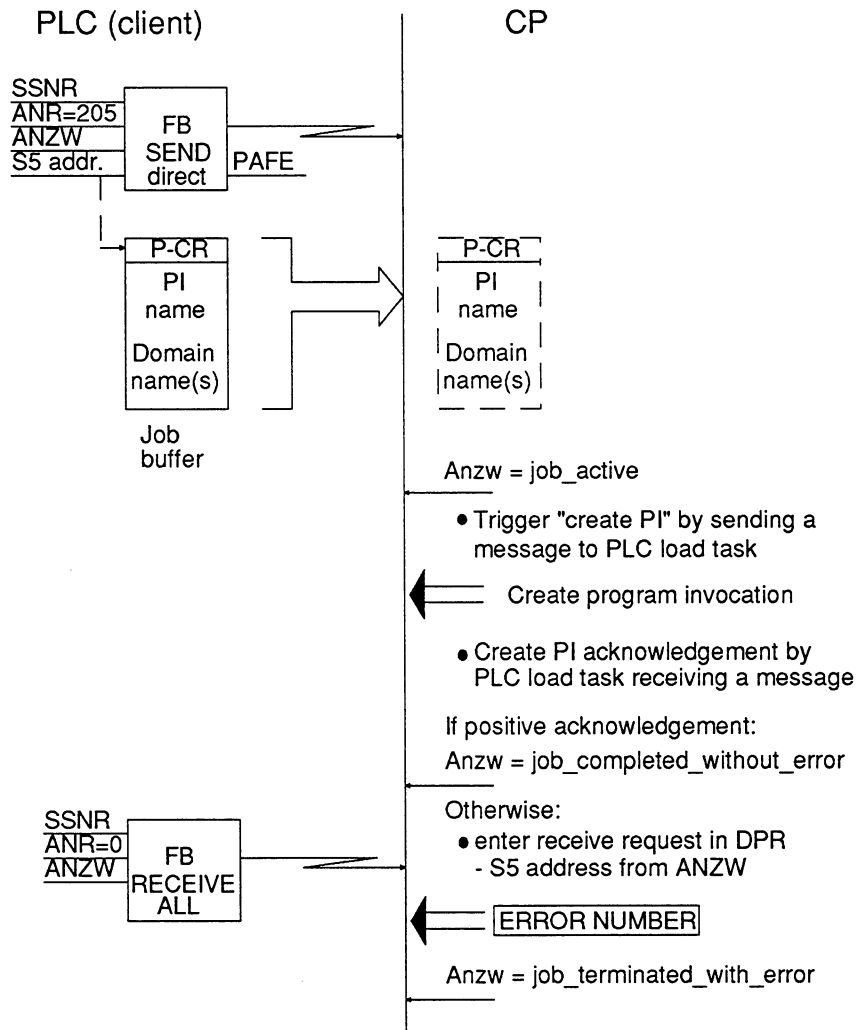 PLC (client)
CP
SSNR
ANR=205
ANZW
S5 addr.
FB
SEND
direct
PAFE
P-CR
PI
name
Domain
name(s)
Job
buffer
P-CR
PI
name
Domain
name(s)
Anzw = job_active
• Trigger "create PI" by sending a
message to PLC load task
Create program invocation
• Create PI acknowledgement by
PLC load task receiving a message
If positive acknowledgement:
Anzw = job_completed_without_error
Otherwise:
• enter receive request in DPR
- S5 address from ANZW
SSNR
ANR=0
ANZW
FB
RECEIVE
ALL
ERROR NUMBER
Anzw = job_terminated_with_error